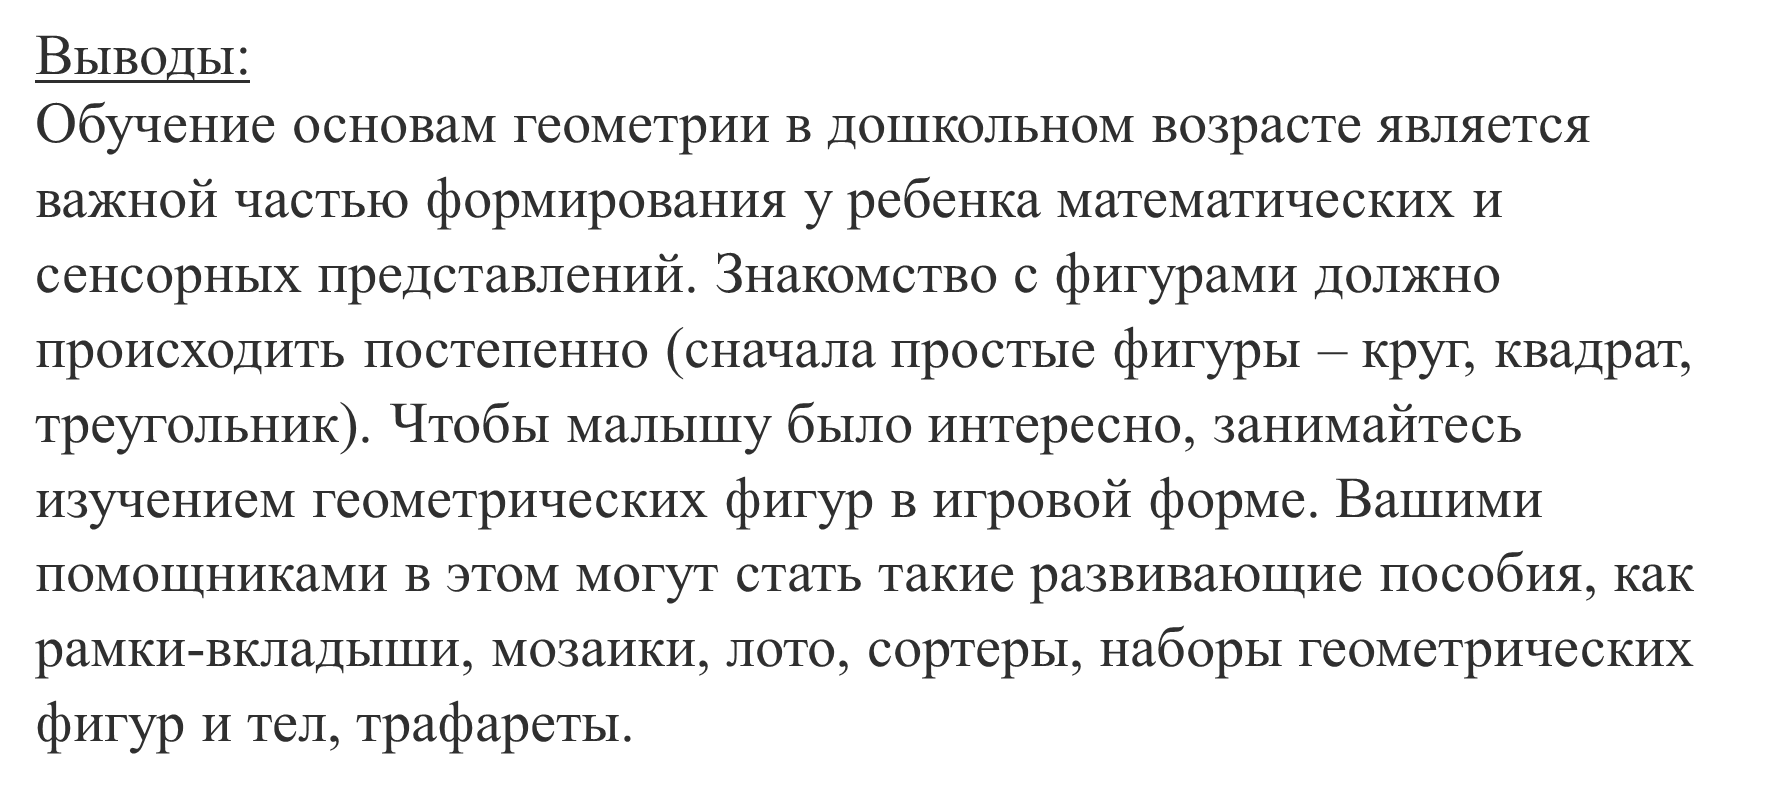 Выводы:
Обучение основам геометрии в дошкольном возрасте является
важной частью формирования у ребенка математических и
сенсорных представлений. Знакомство с фигурами должно
происходить постепенно (сначала простые фигуры – круг, квадрат,
треугольник). Чтобы малышу было интересно, занимайтесь
изучением геометрических фигур в игровой форме. Вашими
помощниками в этом могут стать такие развивающие пособия, как
рамки-вкладыши, мозаики, лото, сортеры, наборы геометрических
фигур и тел, трафареты.